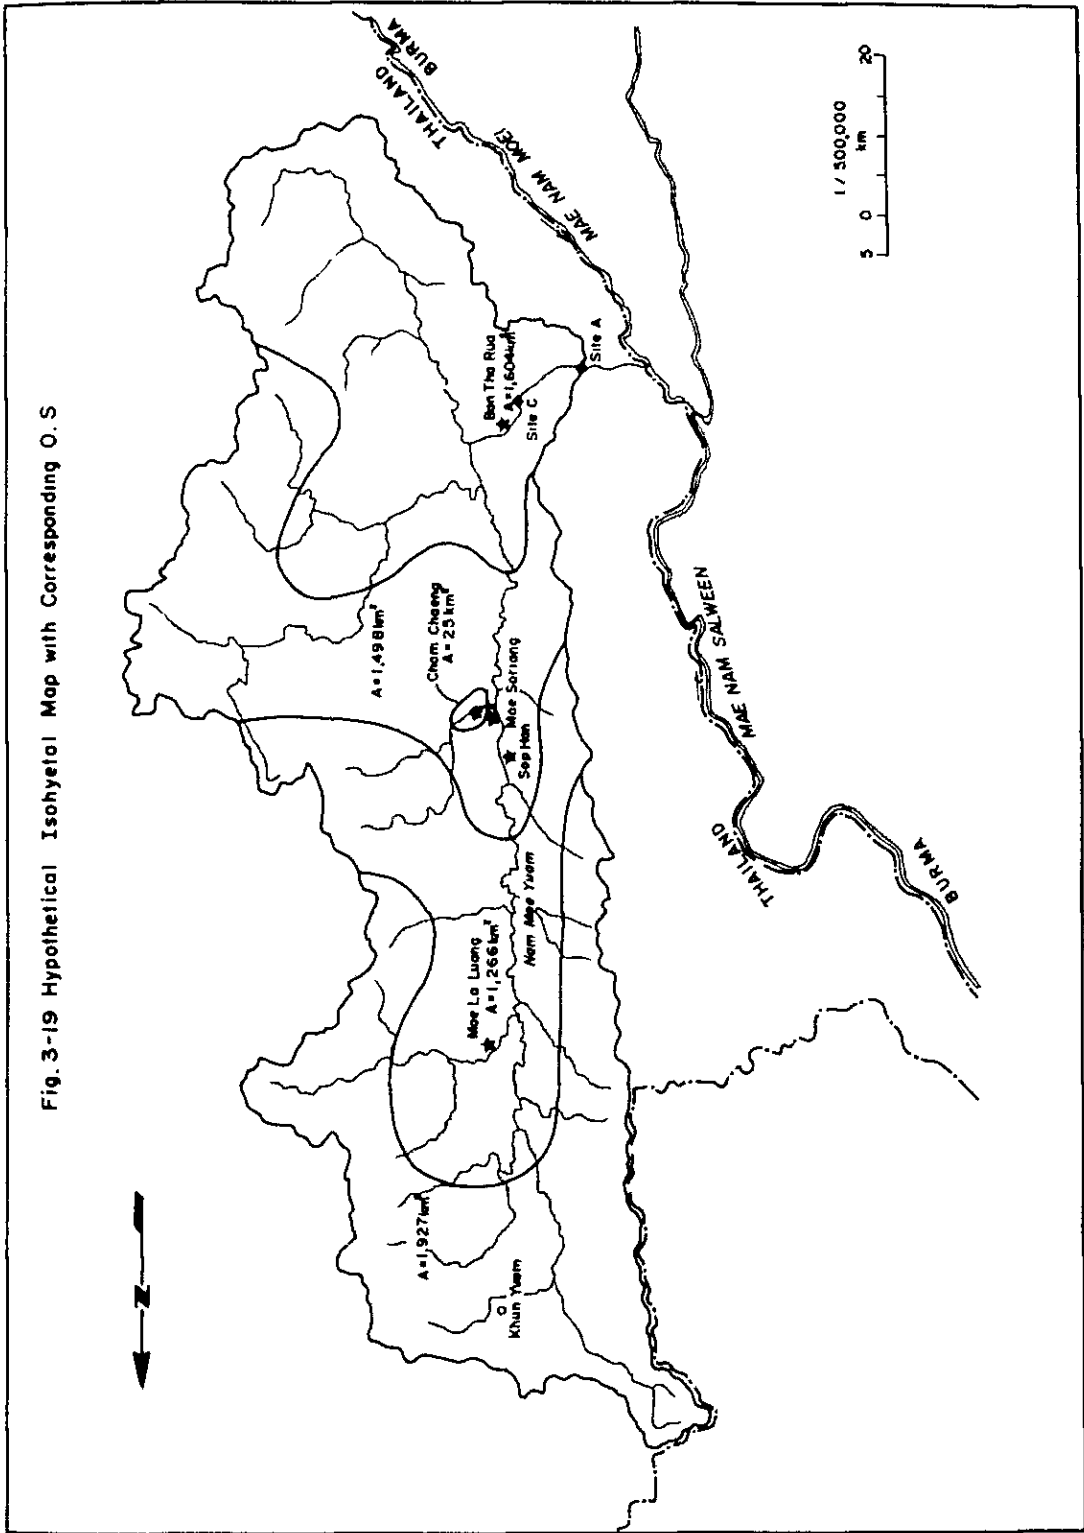 Fig. 3-19 Hypothetical Isohyetal Map with Corresponding O. S
N
A=1,927km²
Khun Yuam
Mae La Luang
A=1,266km²
Nam Mae Yuam
Sop Han
Mae Sariang
Cham Chaeng
A= 25km²
A=1,498km²
Ban Tha Rua
A=1,604km²
Site C
Site A
THAILAND
BURMA
MAE NAM MOEI
MAE NAM SALWEEN
THAILAND
BURMA
1 / 500,000
km
5 0 20